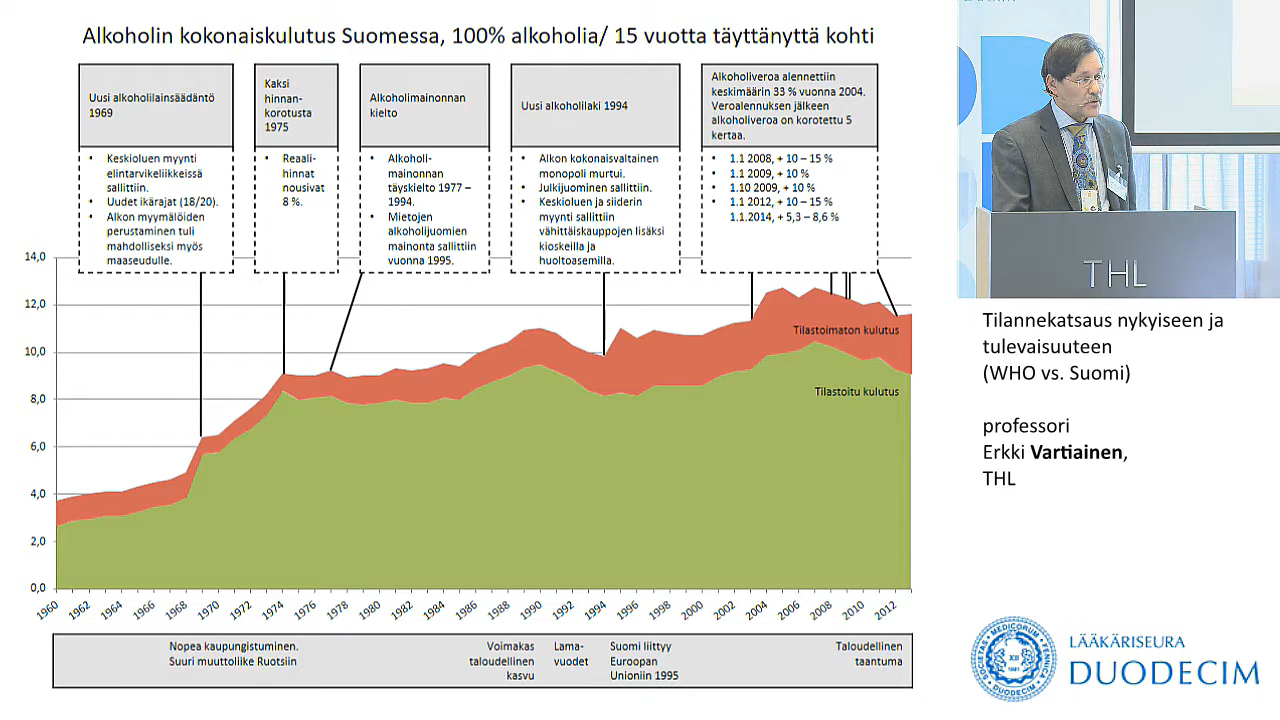 Alkoholin kokonaiskulutus Suomessa, 100% alkoholia/ 15 vuotta täyttänyttä kohti
Uusi alkoholilainsäädäntö
1969
• Keskioluen myynti
elintarvikeliikkeissä
sallittiin.
• Uudet ikärajat (18/20).
• Alkon myymälöiden
perustaminen tuli
mahdolliseksi myös
maaseudulle.
Kaksi
hinnan-
korotusta
1975
• Reaali-
hinnat
nousivat
8 %.
Alkoholimainonnan
kielto
• Alkoholi-
mainonnan
täyskielto 1977 –
1994.
• Mietojen
alkoholijuomien
mainonta sallittiin
vuonna 1995.
Uusi alkoholilaki 1994
• Alkon kokonaisvaltainen
monopoli murtui.
• Julkijuominen sallittiin.
• Keskioluen ja siiderin
myynti sallittiin
vähittäiskauppojen lisäksi
kioskeilla ja
huoltoasemilla.
Alkoholiveroa alennettiin
keskimäärin 33 % vuonna 2004.
Veroalennuksen jälkeen
alkoholiveroa on korotettu 5
kertaa.
• 1.1 2008, + 10 – 15 %
• 1.1 2009, + 10 %
• 1.10 2009, + 10 %
• 1.1 2012, + 10 – 15 %
1.1.2014, + 5,3 – 8,6 %
14,0
12,0
10,0
8,0
6,0
4,0
2,0
0,0
Tilastoimaton kulutus
Tilastoitu kulutus
1960 1962 1964 1966 1968 1970 1972 1974 1976 1978 1980 1982 1984 1986 1988 1990 1992 1994 1996 1998 2000 2002 2004 2006 2008 2010 2012
Nopea kaupungistuminen.
Suuri muuttoliike Ruotsiin
Voimakas
taloudellinen
kasvu
Lama-
vuodet
Suomi liittyy
Euroopan
Unioniin 1995
Taloudellinen
taantuma
THL
Tilannekatsaus nykyiseen ja
tulevaisuuteen
(WHO vs. Suomi)
professori
Erkki Vartiainen,
THL
SOCIETAS MEDICORUM FENNICA
XII
1881
DUODECIM
LÄÄKÄRISEURA
DUODECIM